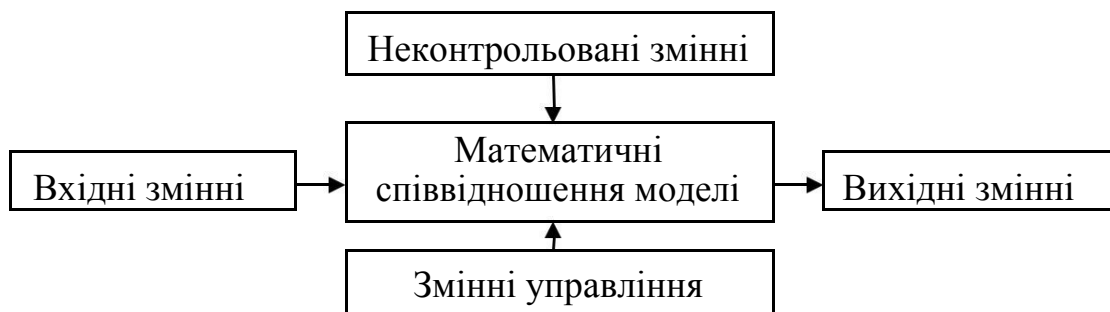 Неконтрольовані змінні
Математичні
співвідношення моделі
Вхідні змінні
Вихідні змінні
Змінні управління